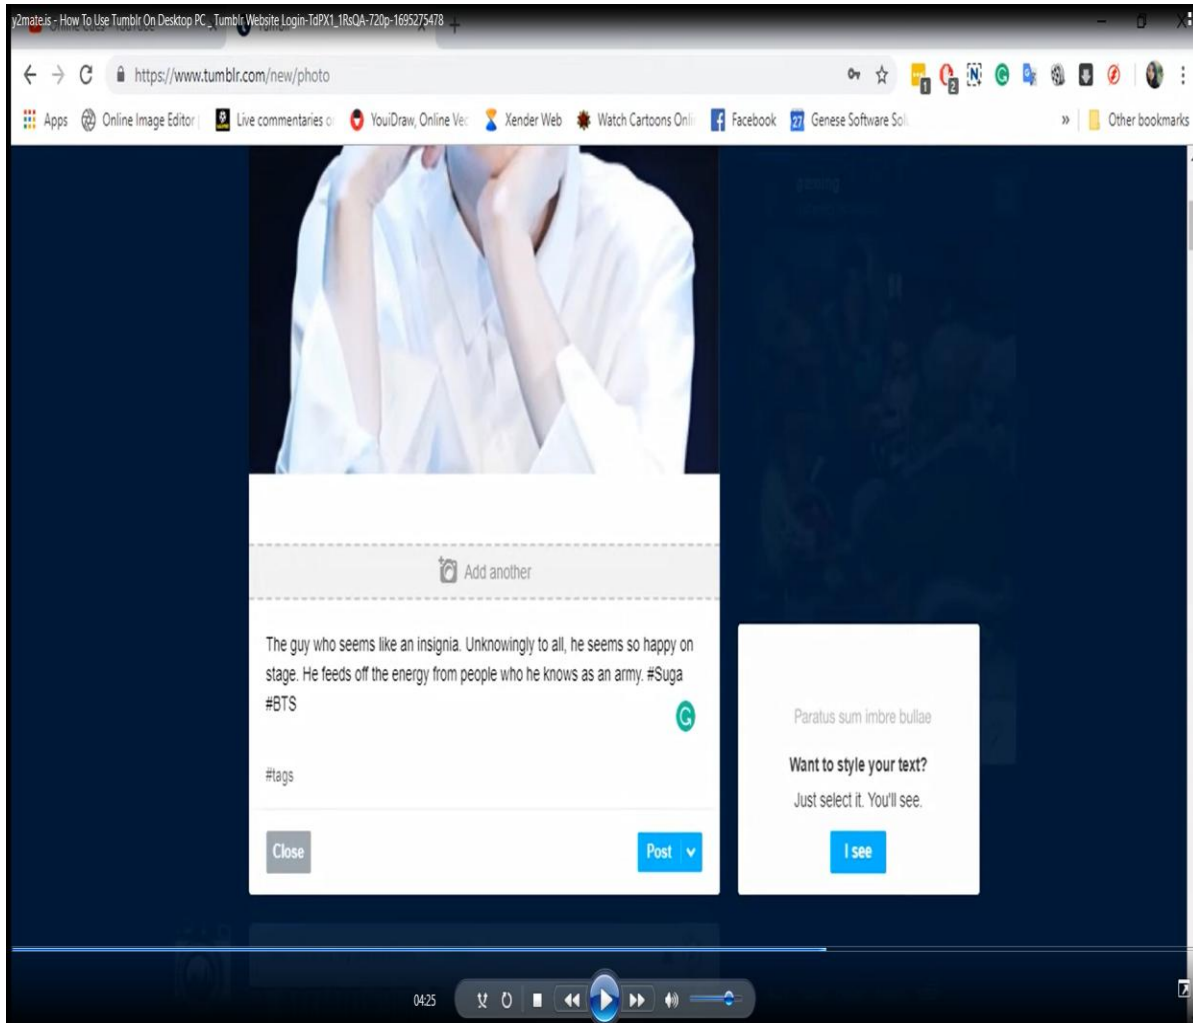 y2mate.is - How To Use Tumblr On Desktop PC _ Tumblr Website Login-TdPX1_1RsQA-720p-1695275478
https://www.tumblr.com/new/photo
1
2
Apps
Online Image Editor
Live commentaries o
YouiDraw, Online Vec
Xender Web
Watch Cartoons Onli
Facebook
27
Genese Software Sol
»
Other bookmarks
Add another
The guy who seems like an insignia. Unknowingly to all, he seems so happy on
stage. He feeds off the energy from people who he knows as an army. #Suga
#BTS
#tags
Close
Post
Paratus sum imbre bullae
Want to style your text?
Just select it. You'll see.
I see
04:25